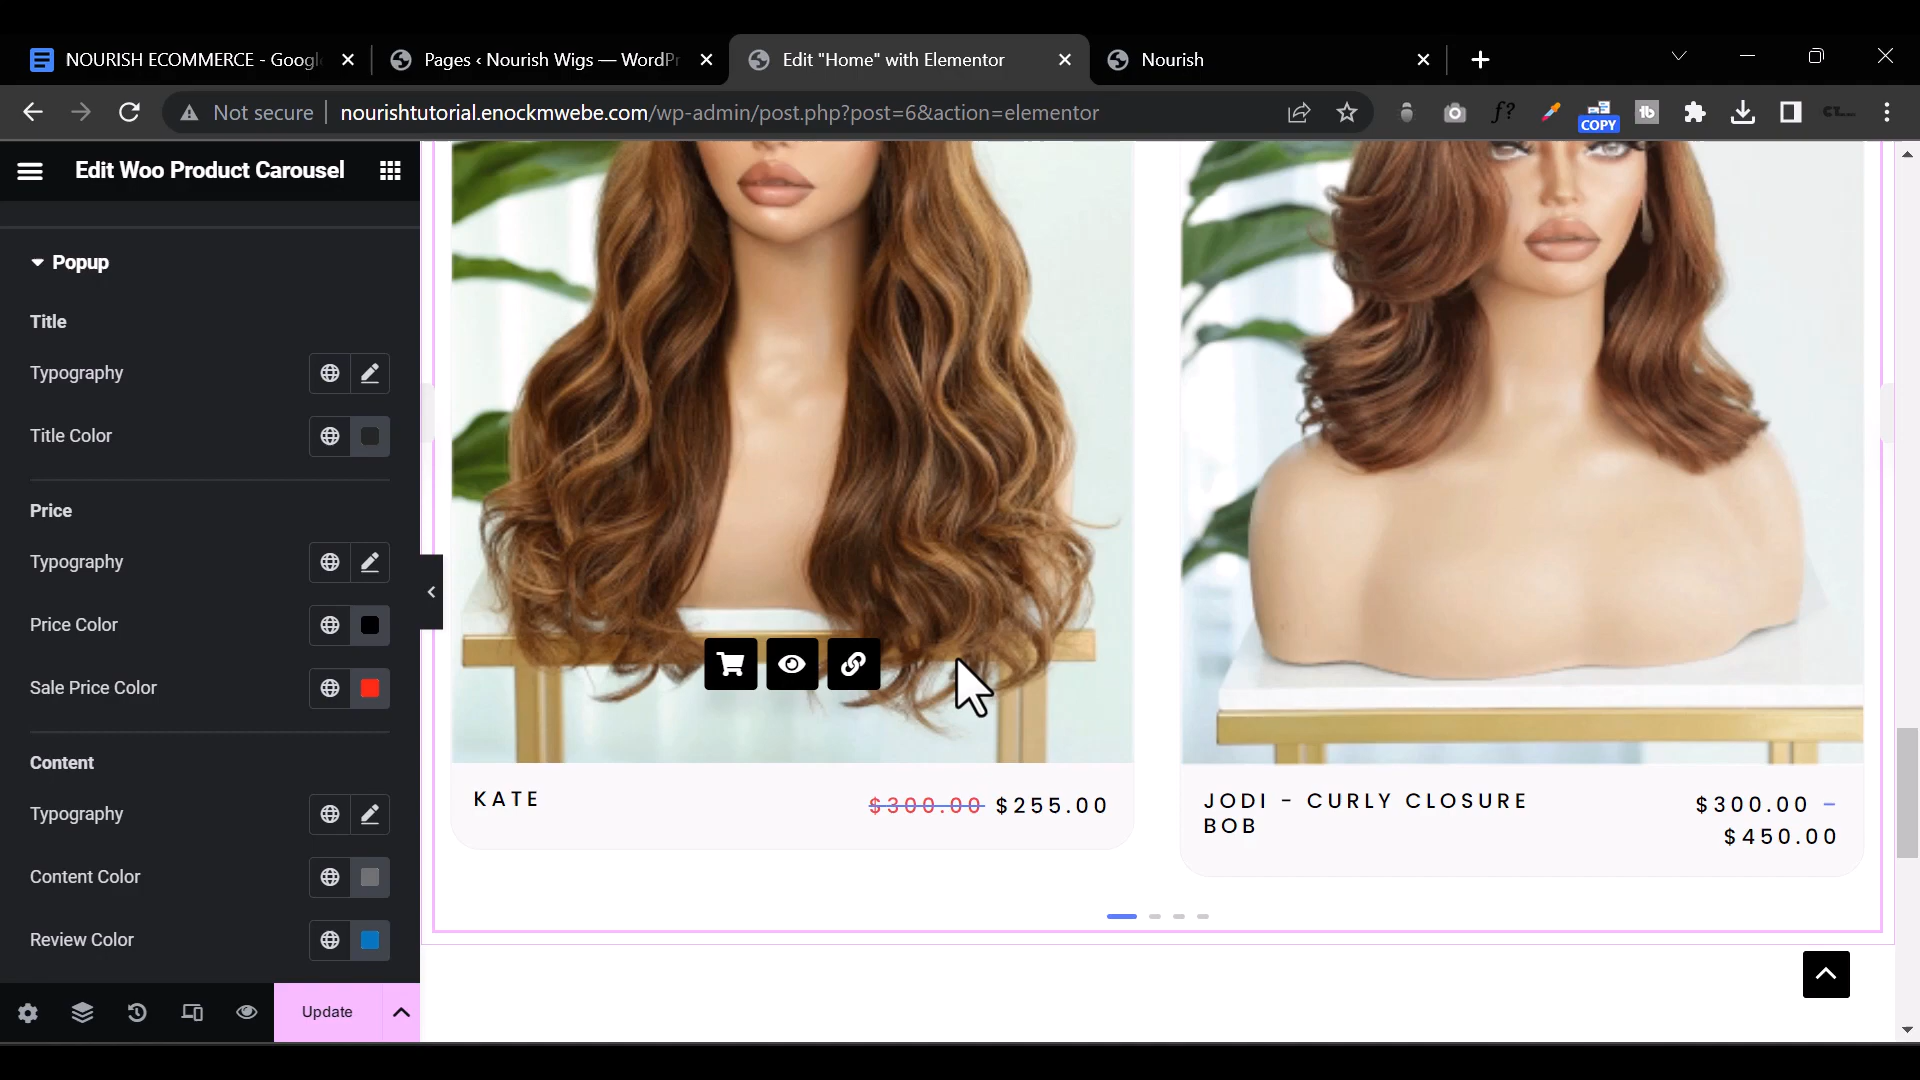 NOURISH ECOMMERCE - Googl
Pages ‹ Nourish Wigs — WordPr
Edit "Home" with Elementor
Nourish
Not secure
nourishtutorial.enockmwebe.com/wp-admin/post.php?post=6&action=elementor
f?
COPY
tb
Edit Woo Product Carousel
Popup
Title
Typography
Title Color
Price
Typography
Price Color
Sale Price Color
Content
Typography
Content Color
Review Color
Update
KATE
$300.00 $255.00
JODI - CURLY CLOSURE
BOB
$300.00 –
$450.00